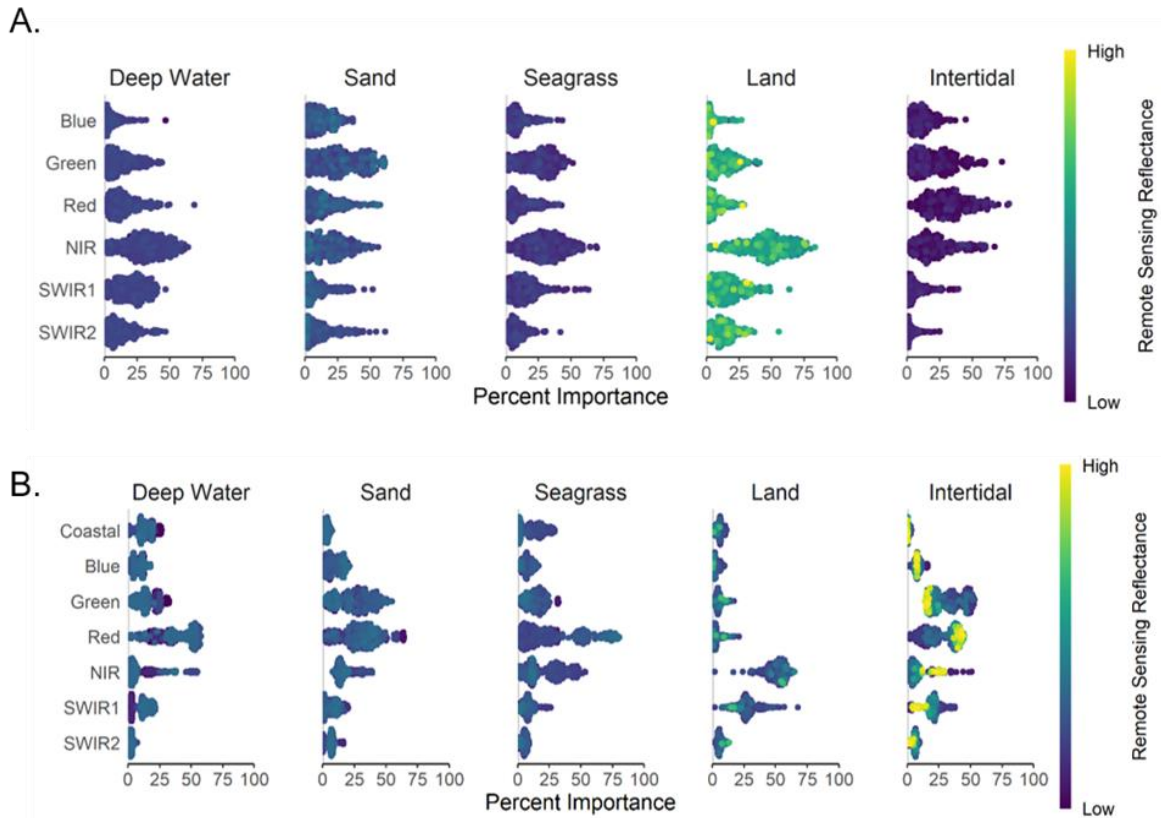 A.
Deep Water Sand Seagrass Land Intertidal
High
Blue
Green
Red
NIR
SWIR1
SWIR2
Low
Remote Sensing Reflectance
0 25 50 75 100 0 25 50 75 100 0 25 50 75 100 0 25 50 75 100 0 25 50 75 100
Percent Importance
B.
Deep Water Sand Seagrass Land Intertidal
High
Coastal
Blue
Green
Red
NIR
SWIR1
SWIR2
Low
Remote Sensing Reflectance
0 25 50 75 100 0 25 50 75 100 0 25 50 75 100 0 25 50 75 100 0 25 50 75 100
Percent Importance